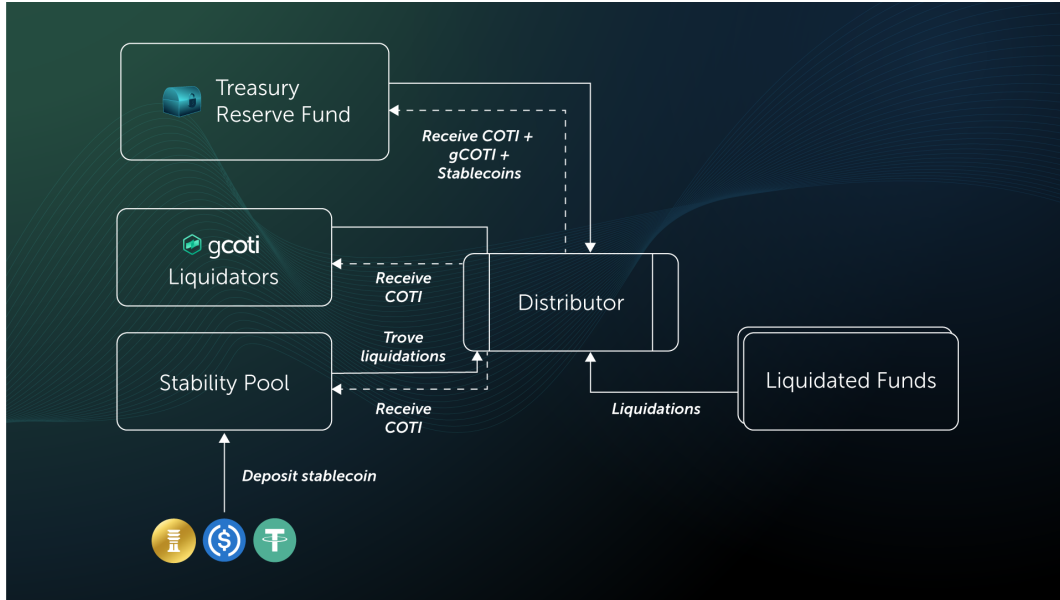 Treasury
Reserve Fund
Receive COTI +
gCOTI +
Stablecoins
gcoti
Liquidators
Receive
COTI
Distributor
Trove
liquidations
Stability Pool
Receive
COTI
Liquidated Funds
Liquidations
Deposit stablecoin